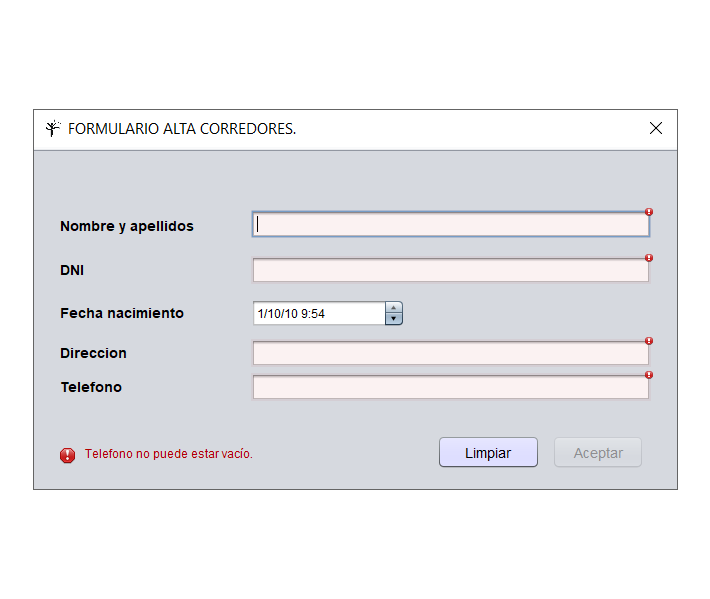 FORMULARIO ALTA CORREDORES.
Nombre y apellidos
DNI
Fecha nacimiento
1/10/10 9:54
Direccion
Telefono
Telefono no puede estar vacío.
Limpiar
Aceptar